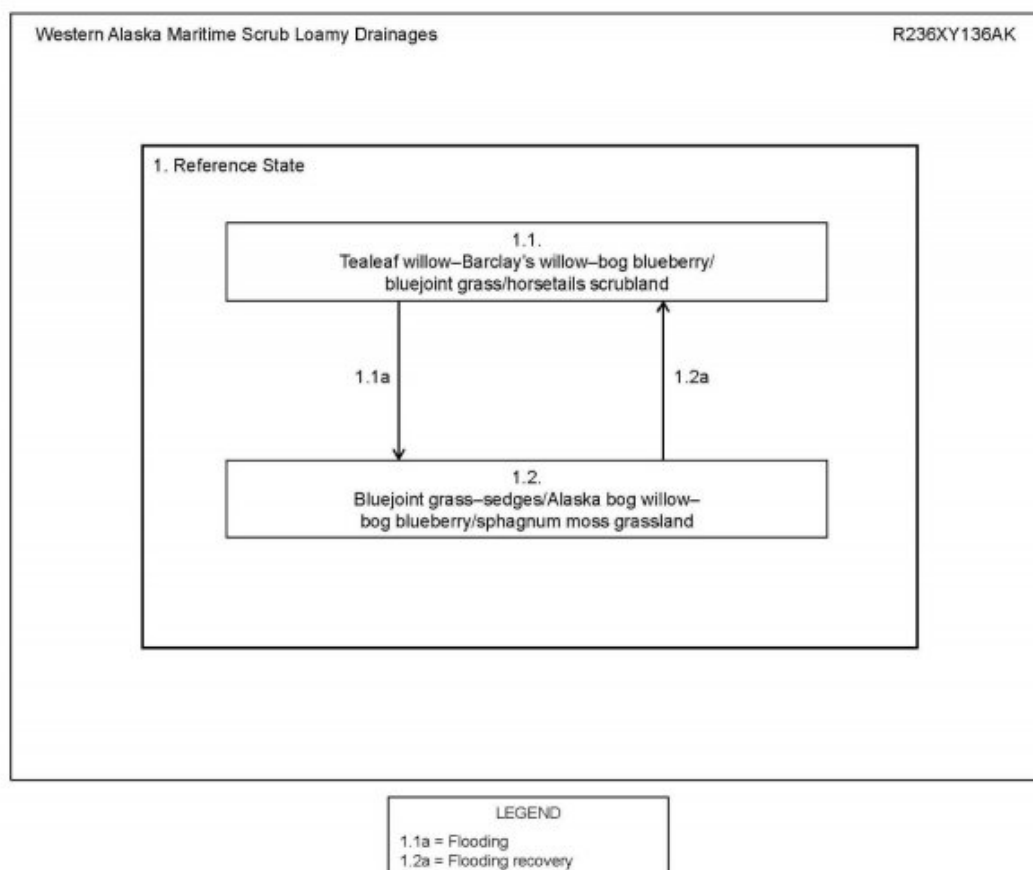 Western Alaska Maritime Scrub Loamy Drainages
R236XY136AK
1. Reference State
1.1.
Tealeaf willow–Barclay's willow–bog blueberry/
bluejoint grass/horsetails scrubland
1.1a
1.2a
1.2.
Bluejoint grass–sedges/Alaska bog willow–
bog blueberry/sphagnum moss grassland
LEGEND
1.1a = Flooding
1.2a = Flooding recovery